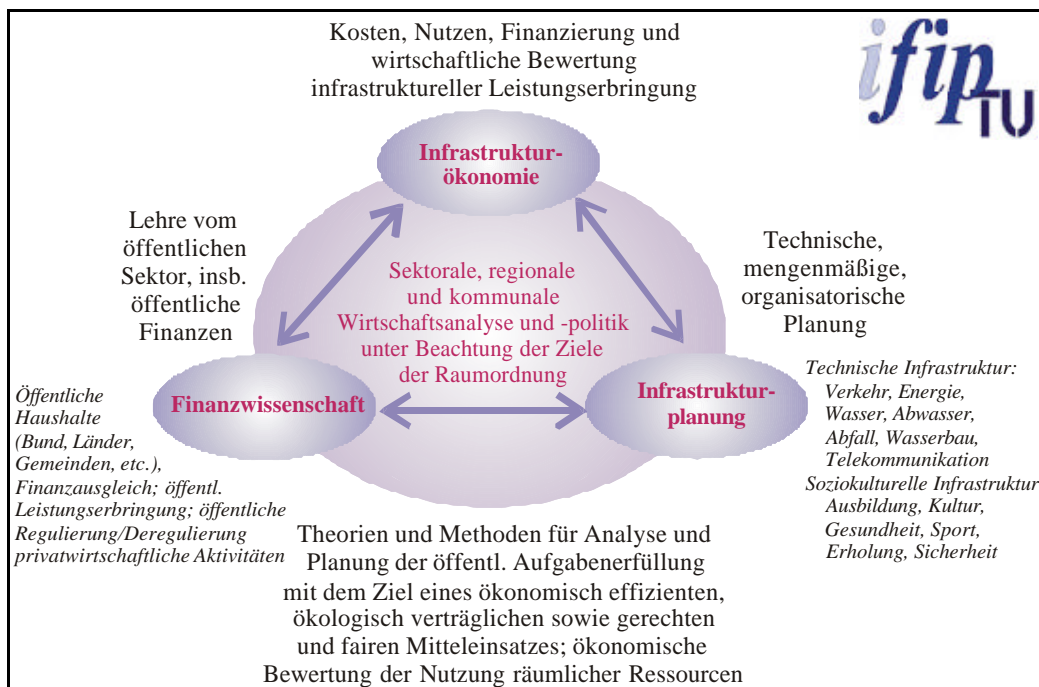 Kosten, Nutzen, Finanzierung und
wirtschaftliche Bewertung
infrastruktureller Leistungserbringung
ifip TU
Infrastruktur-
ökonomie
Lehre vom
öffentlichen
Sektor, insb.
öffentliche
Finanzen
Sektorale, regionale
und kommunale
Wirtschaftsanalyse und -politik
unter Beachtung der Ziele
der Raumordnung
Technische,
mengenmäßige,
organisatorische
Planung
Finanzwissenschaft
Infrastruktur-
planung
Öffentliche
Haushalte
(Bund, Länder,
Gemeinden, etc.),
Finanzausgleich; öffentl.
Leistungserbringung; öffentliche
Regulierung/Deregulierung
privatwirtschaftliche Aktivitäten
Technische Infrastruktur:
Verkehr, Energie,
Wasser, Abwasser,
Abfall, Wasserbau,
Telekommunikation
Soziokulturelle Infrastruktur
Ausbildung, Kultur,
Gesundheit, Sport,
Erholung, Sicherheit
Theorien und Methoden für Analyse und
Planung der öffentl. Aufgabenerfüllung
mit dem Ziel eines ökonomisch effizienten,
ökologisch verträglichen sowie gerechten
und fairen Mitteleinsatzes; ökonomische
Bewertung der Nutzung räumlicher Ressourcen